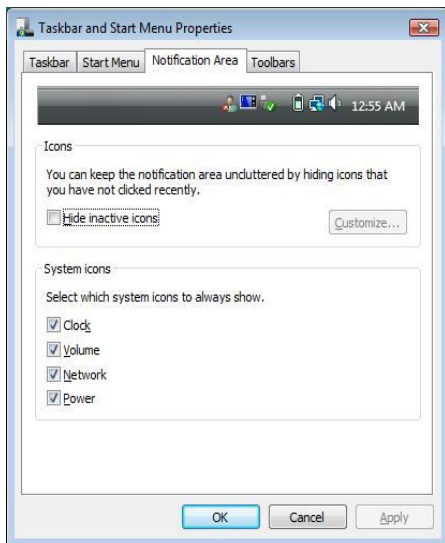 Taskbar and Start Menu Properties
Taskbar Start Menu Notification Area Toolbars
12:55 AM
Icons
You can keep the notification area uncluttered by hiding icons that
you have not clicked recently.
Hide inactive icons
Customize...
System icons
Select which system icons to always show.
Clock
Volume
Network
Power
OK Cancel Apply